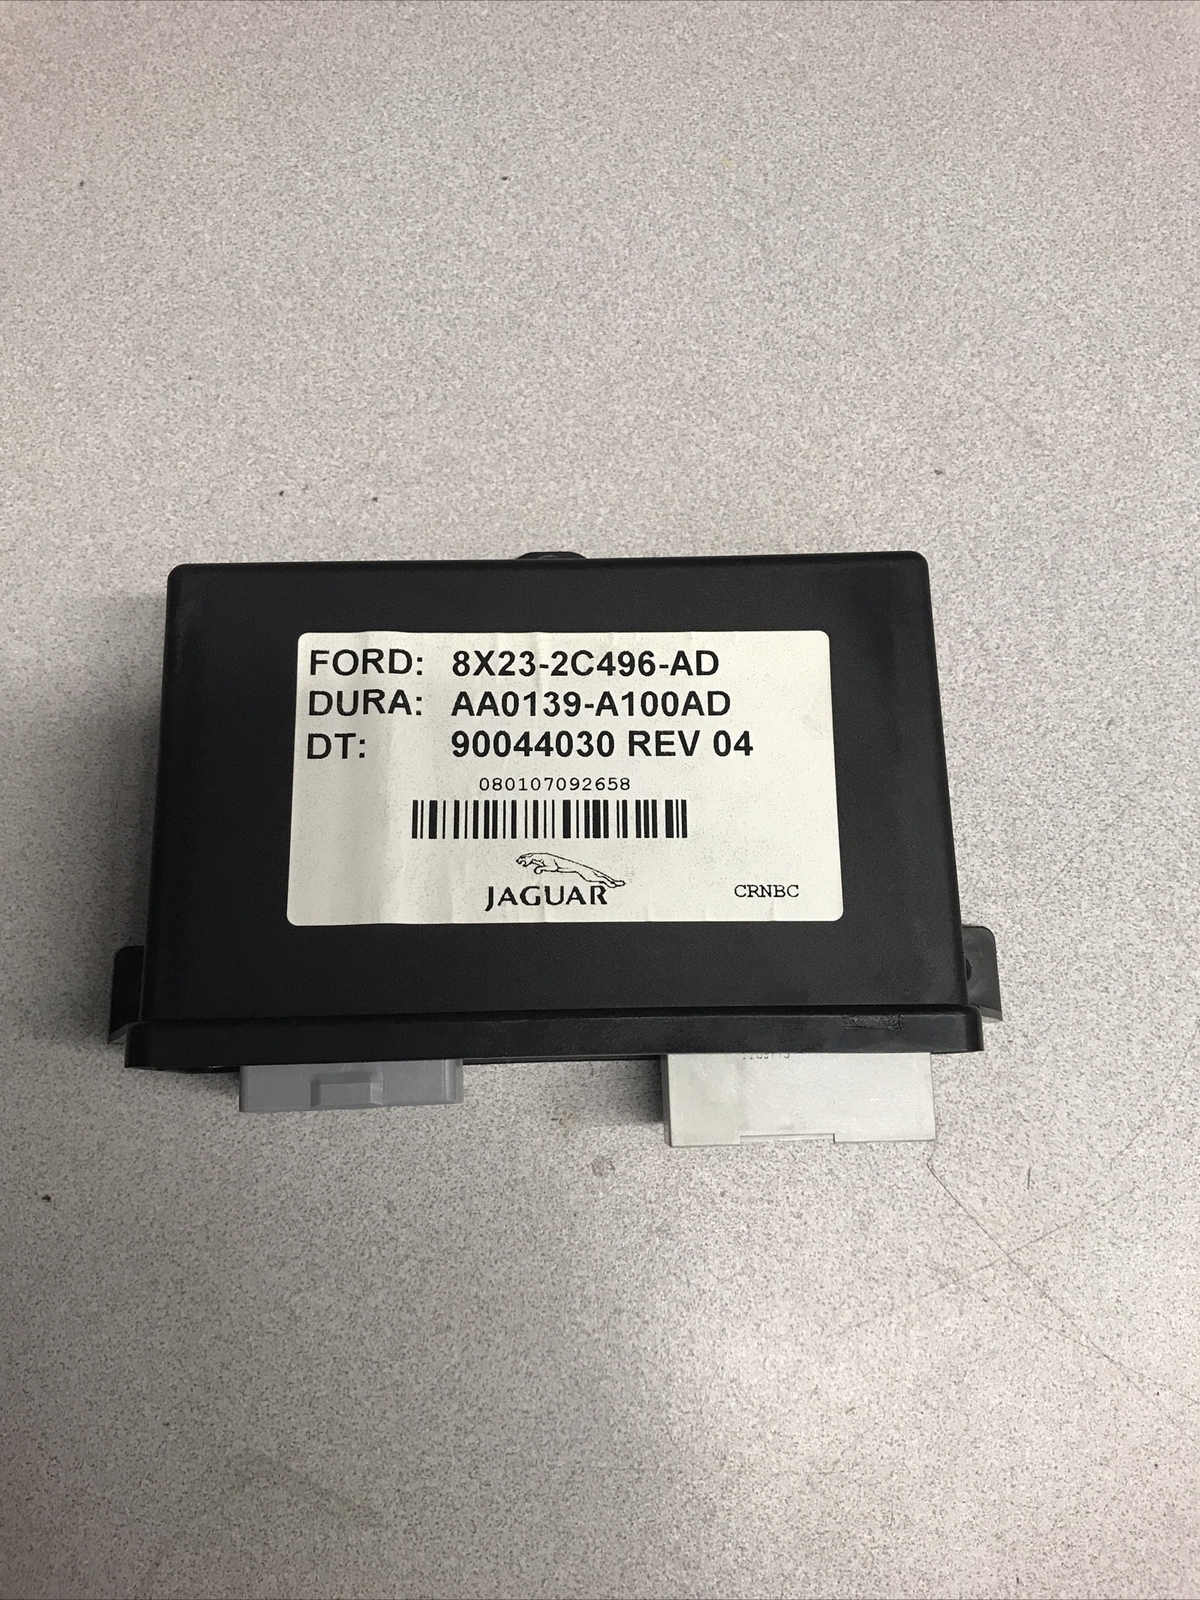 FORD: 8X23-2C496-AD
DURA: AA0139-A100AD
DT: 90044030 REV 04
080107092658
JAGUAR
CRNBC